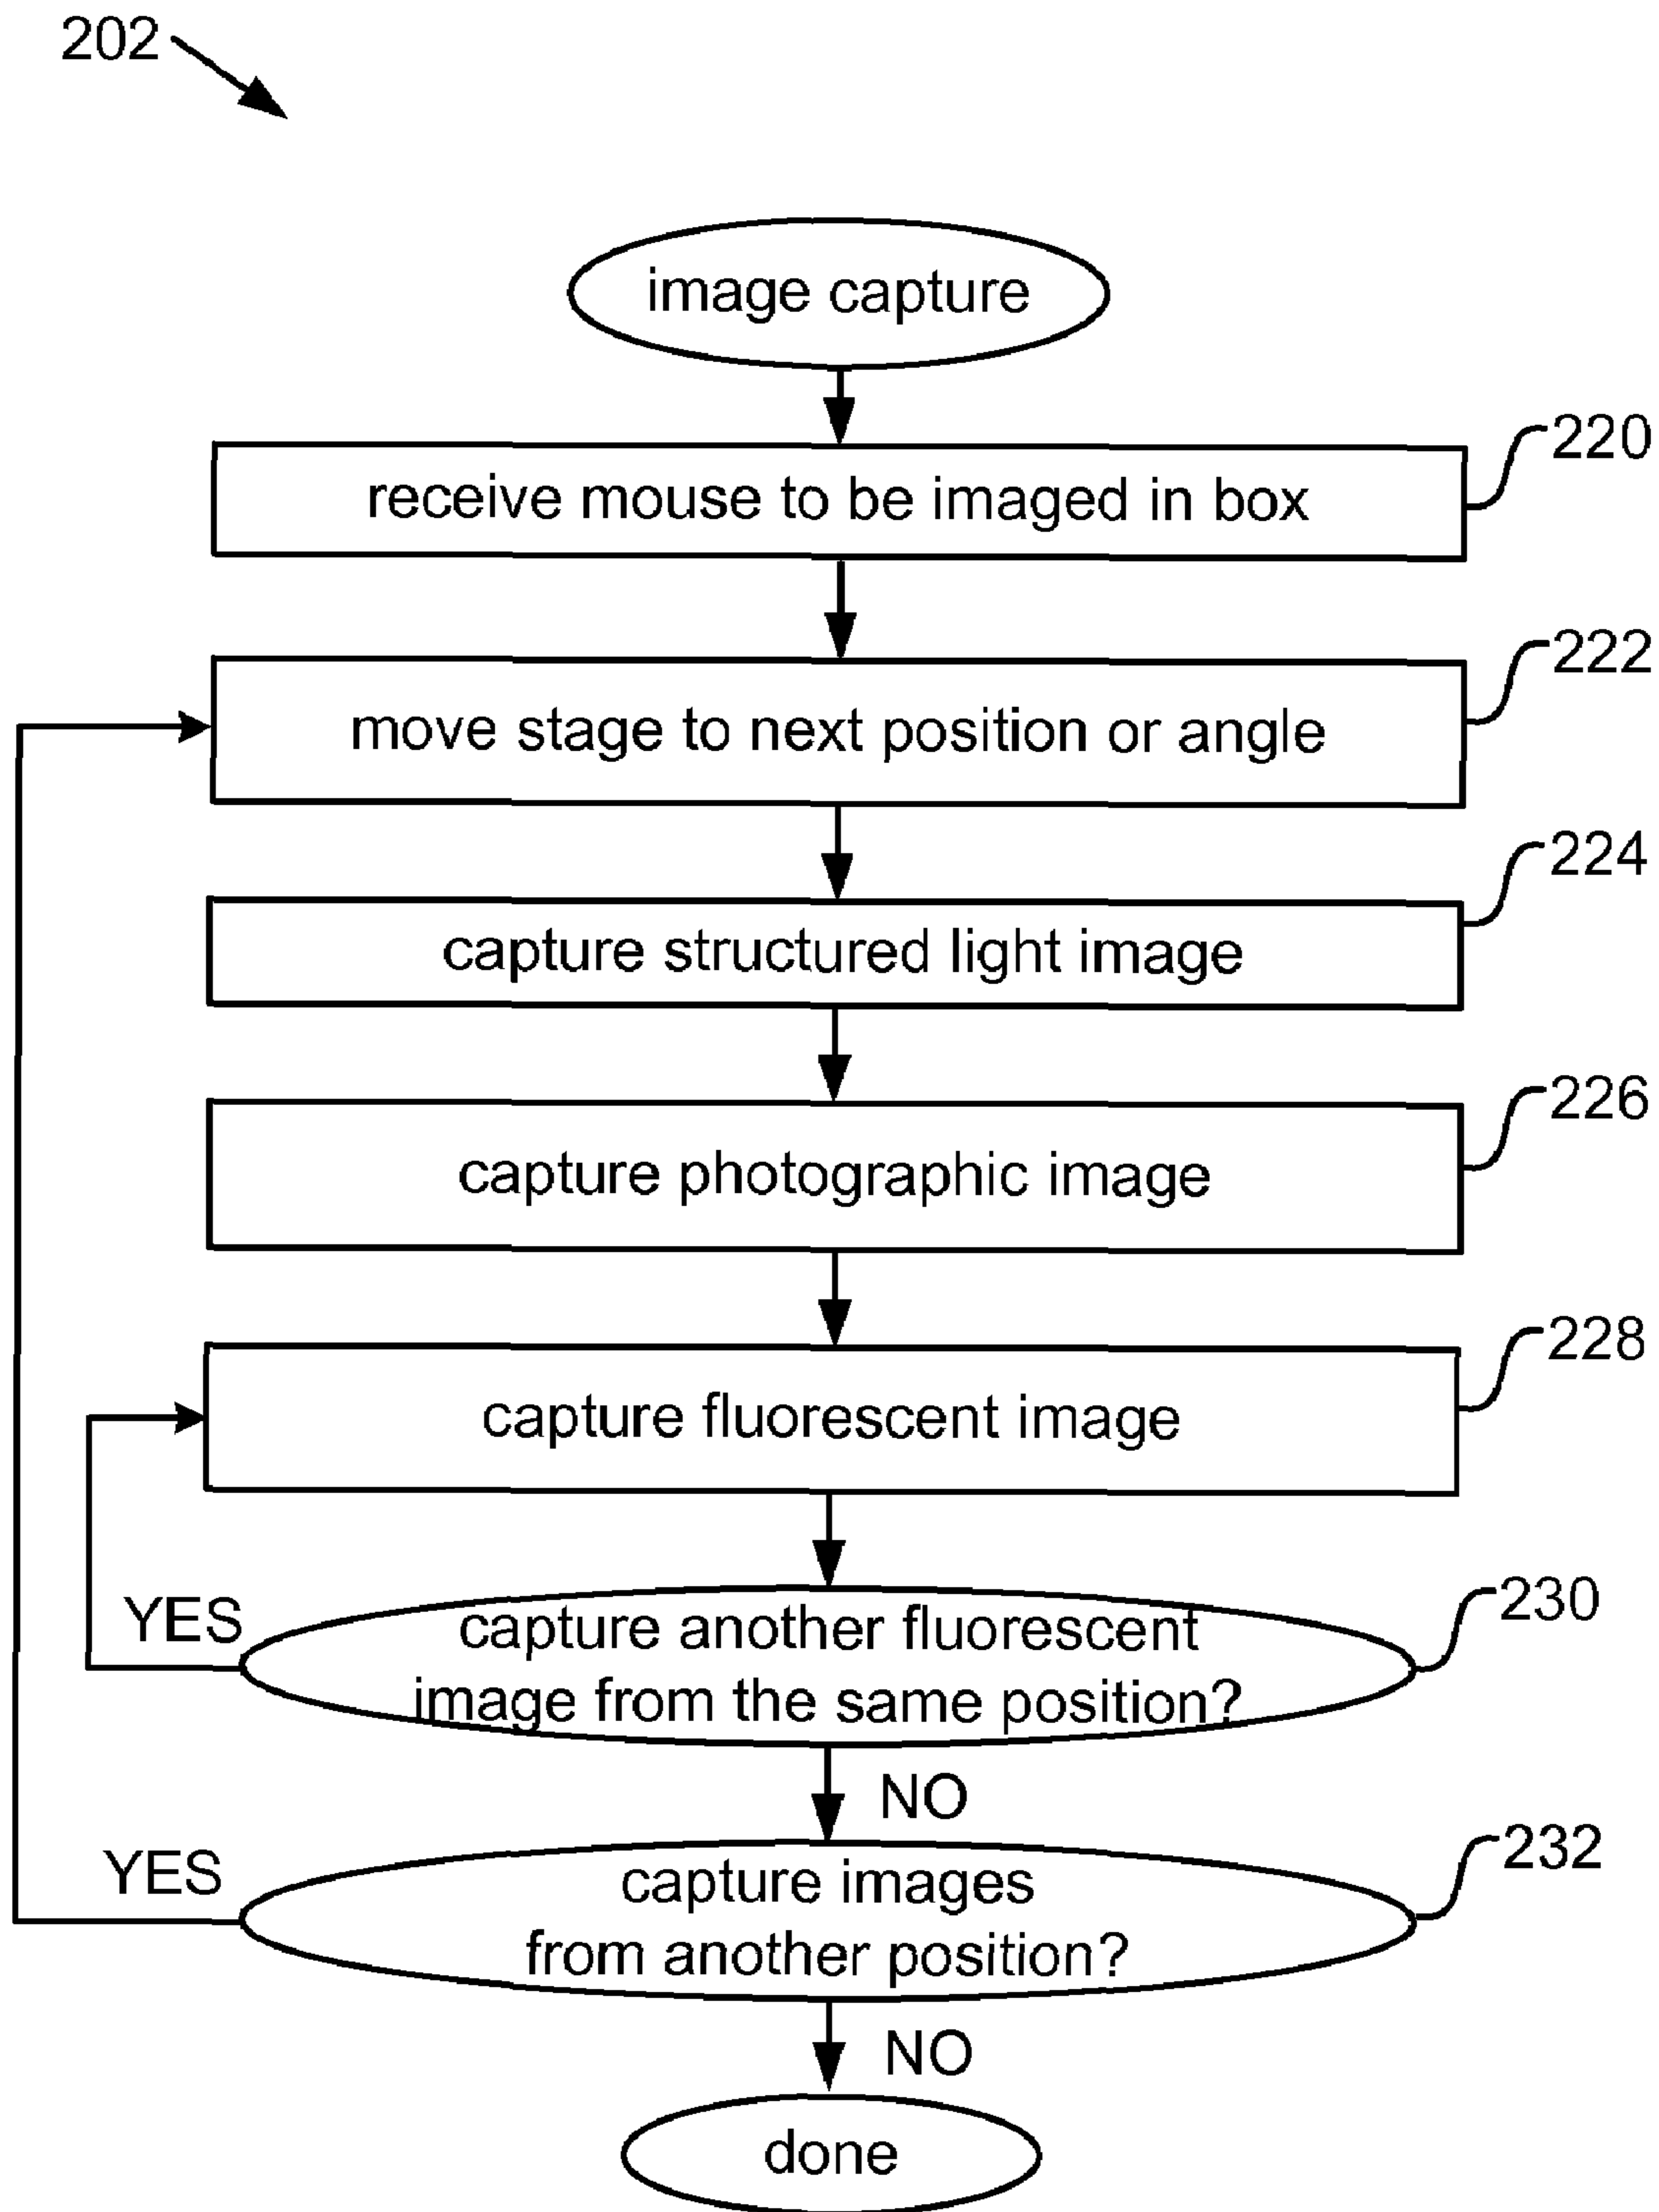 202
image capture
220
receive mouse to be imaged in box
222
move stage to next position or angle
224
capture structured light image
226
capture photographic image
228
capture fluorescent image
230
YES
capture another fluorescent
image from the same position?
NO
232
YES
capture images
from another position?
NO
done